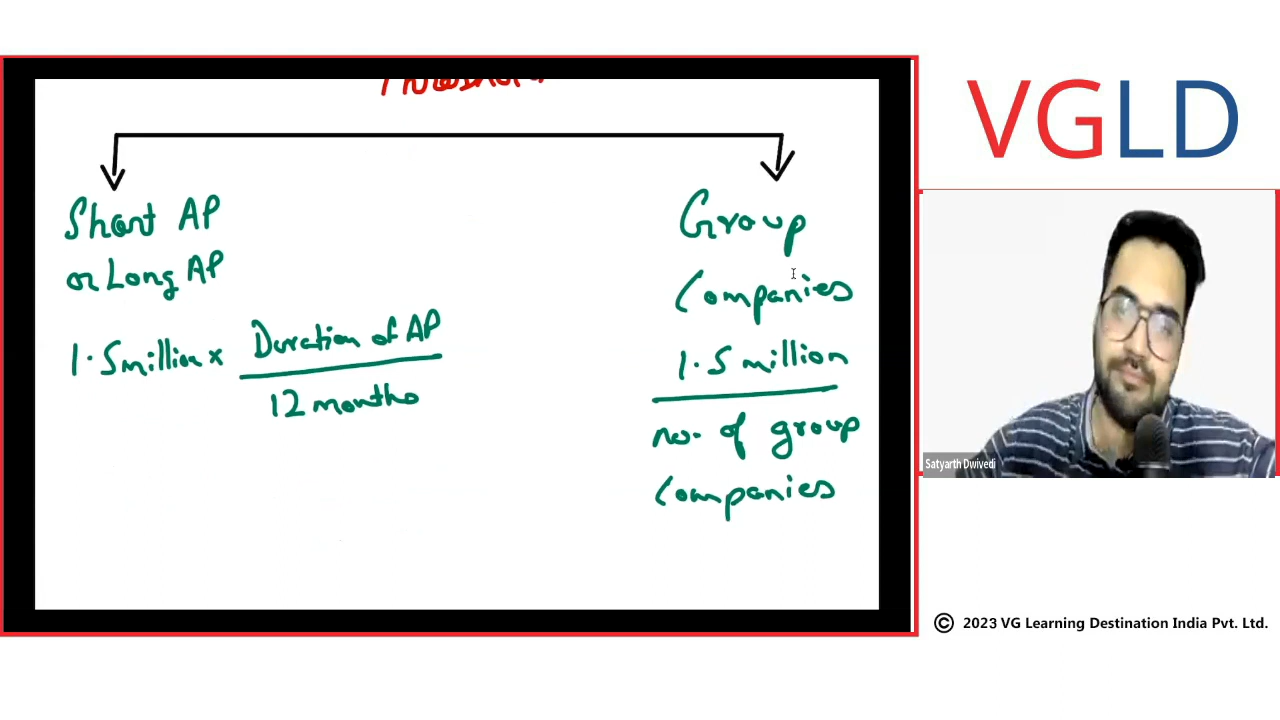 Threshold
Short AP
or Long AP
1.5 million x Duration of AP
12 months
Group
Companies
1.5 million
no. of group
Companies
VGLD
Satyarth Dwivedi
© 2023 VG Learning Destination India Pvt. Ltd.